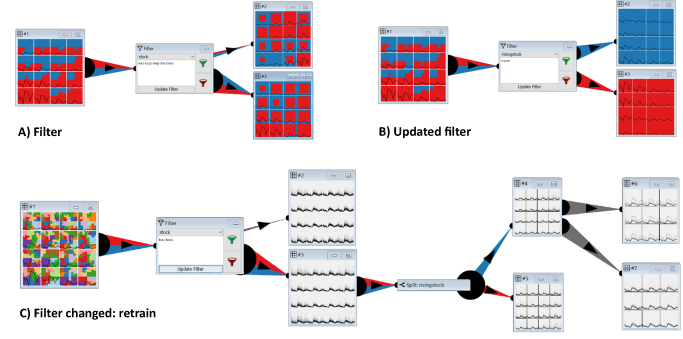 #1
Filter
stock
Update Filter
#2
#3
A) Filter
#1
Filter
risingstock
true
Update Filter
#2
#3
B) Updated filter
#1
Filter
stock
Update Filter
#2
#3
Split: risingstock
#4
#5
#6
#7
C) Filter changed: retrain